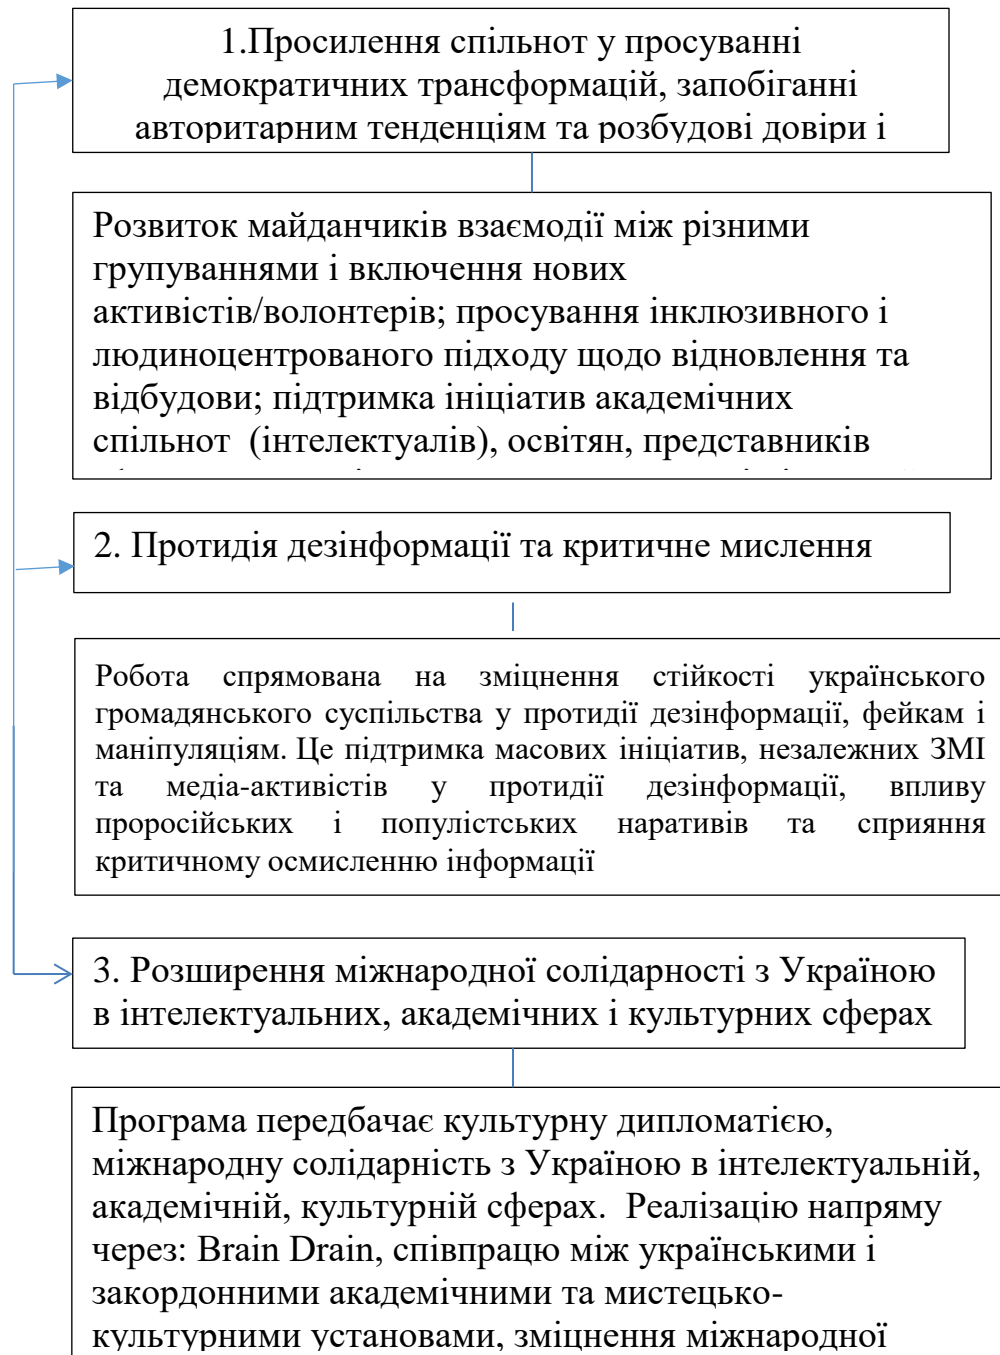 1.Просилення спільнот у просуванні
демократичних трансформацій, запобіганні
авторитарним тенденціям та розбудові довіри і
Розвиток майданчиків взаємодії між різними
групуваннями і включення нових
активістів/волонтерів; просування інклюзивного і
людиноцентрованого підходу щодо відновлення та
відбудови; підтримка ініціатив академічних
спільнот (інтелектуалів), освітян, представників
2. Протидія дезінформації та критичне мислення
Робота спрямована на зміцнення стійкості українського
громадянського суспільства у протидії дезінформації, фейкам і
маніпуляціям. Це підтримка масових ініціатив, незалежних ЗМІ
та медіа-активістів у протидії дезінформації, впливу
проросійських і популістських наративів та сприяння
критичному осмисленню інформації
3. Розширення міжнародної солідарності з Україною
в інтелектуальних, академічних і культурних сферах
Програма передбачає культурну дипломатією,
міжнародну солідарність з Україною в інтелектуальній,
академічній, культурній сферах. Реалізацію напряму
через: Brain Drain, співпрацю між українськими і
закордонними академічними та мистецько-
культурними установами, зміцнення міжнародної